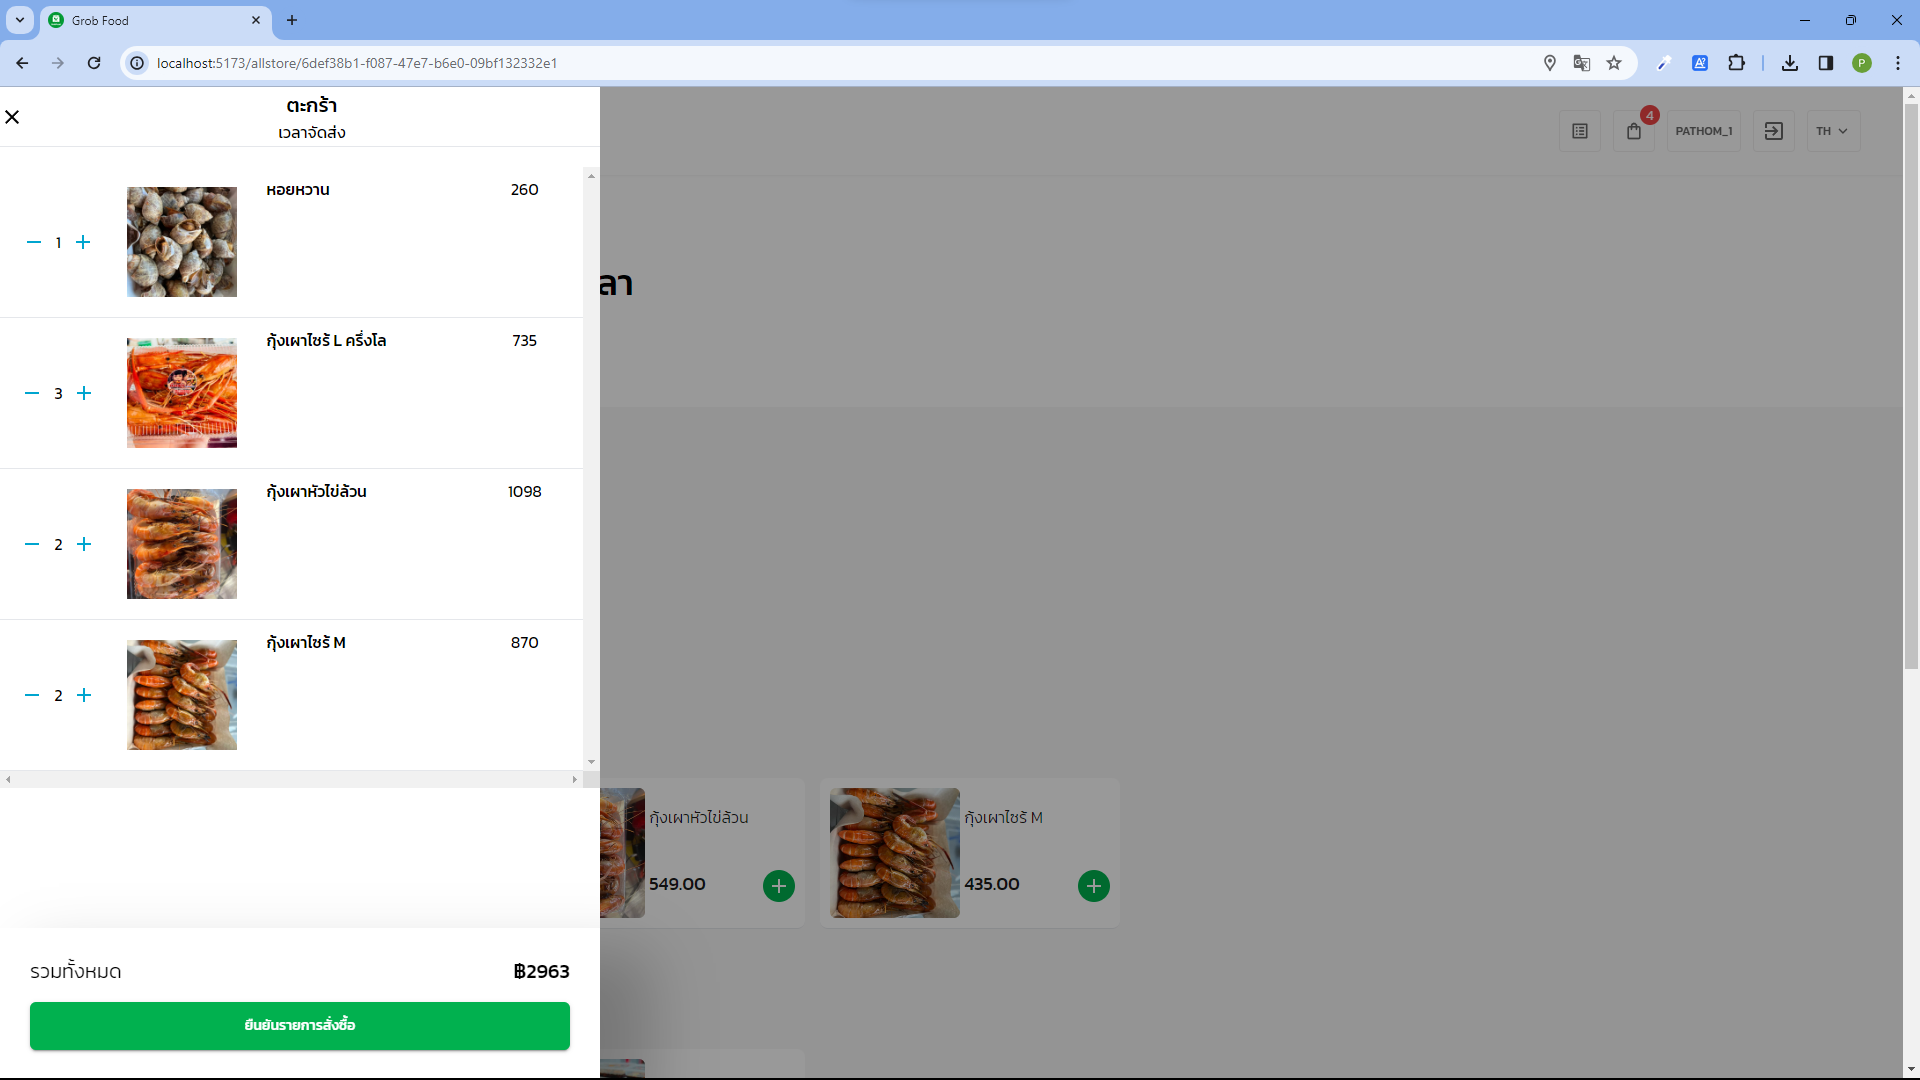 Grob Food
localhost:5173/allstore/6def38b1-f087-47e7-b6e0-09bf132332e1
P
ตะกร้า
เวลาจัดส่ง
4
PATHOM_1
TH
1
หอยหวาน
260
ลา
3
กุ้งเผาไซร้ L ครึ่งโล
735
2
กุ้งเผาหัวไข่ล้วน
1098
2
กุ้งเผาไซร้ M
870
กุ้งเผาหัวไข่ล้วน
549.00
กุ้งเผาไซร้ M
435.00
รวมทั้งหมด
฿2963
ยืนยันรายการสั่งซื้อ